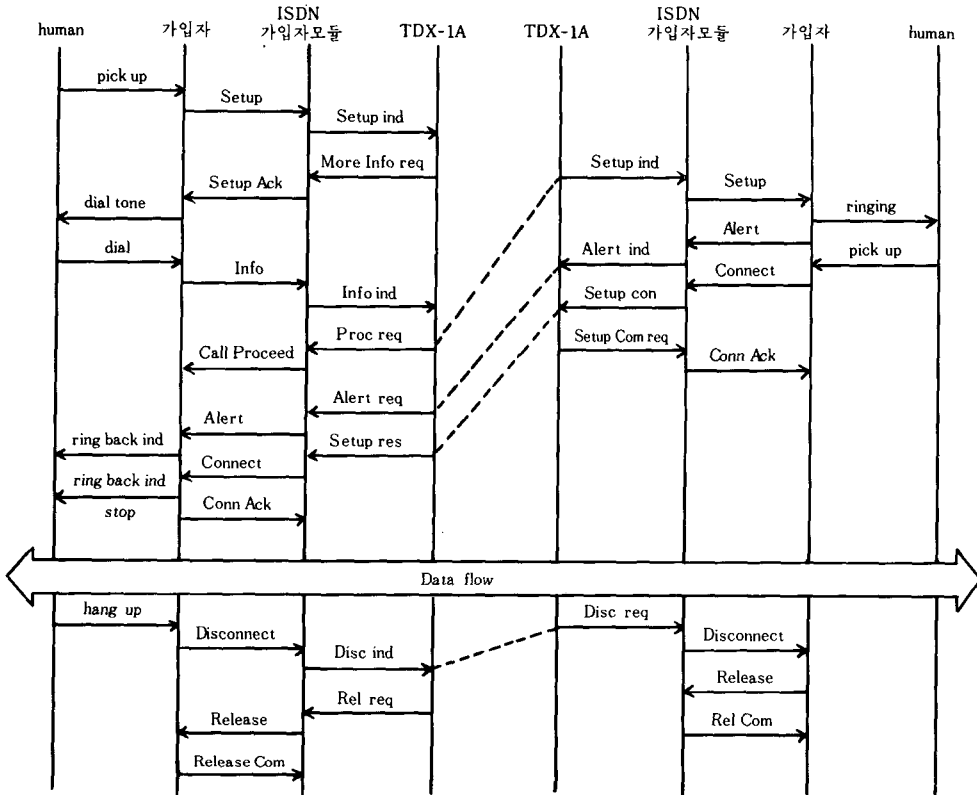 human
가입자
ISDN
가입자모듈
TDX-1A
TDX-1A
ISDN
가입자모듈
가입자
human
pick up
Setup
Setup ind
More Info req
Setup Ack
dial tone
dial
Info
Info ind
Proc req
Call Proceed
Alert req
Alert
Setup res
ring back ind
Connect
ring back ind
stop
Conn Ack
Setup ind
Setup
ringing
Alert
Alert ind
pick up
Connect
Setup con
Setup Com req
Conn Ack
Data flow
hang up
Disconnect
Disc ind
Rel req
Release
Release Com
Disc req
Disconnect
Release
Rel Com